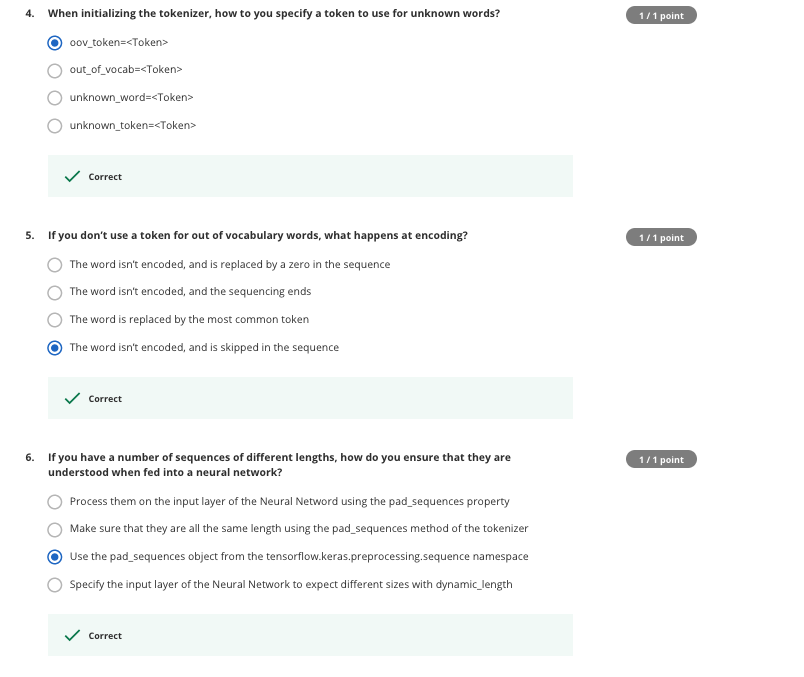 4. When initializing the tokenizer, how to you specify a token to use for unknown words?
1 / 1 point
oov_token=<Token>
out_of_vocab=<Token>
unknown_word=<Token>
unknown_token=<Token>
Correct
5. If you don't use a token for out of vocabulary words, what happens at encoding?
1 / 1 point
The word isn't encoded, and is replaced by a zero in the sequence
The word isn't encoded, and the sequencing ends
The word is replaced by the most common token
The word isn't encoded, and is skipped in the sequence
Correct
6. If you have a number of sequences of different lengths, how do you ensure that they are
understood when fed into a neural network?
1 / 1 point
Process them on the input layer of the Neural Netword using the pad_sequences property
Make sure that they are all the same length using the pad_sequences method of the tokenizer
Use the pad_sequences object from the tensorflow.keras.preprocessing.sequence namespace
Specify the input layer of the Neural Network to expect different sizes with dynamic_length
Correct